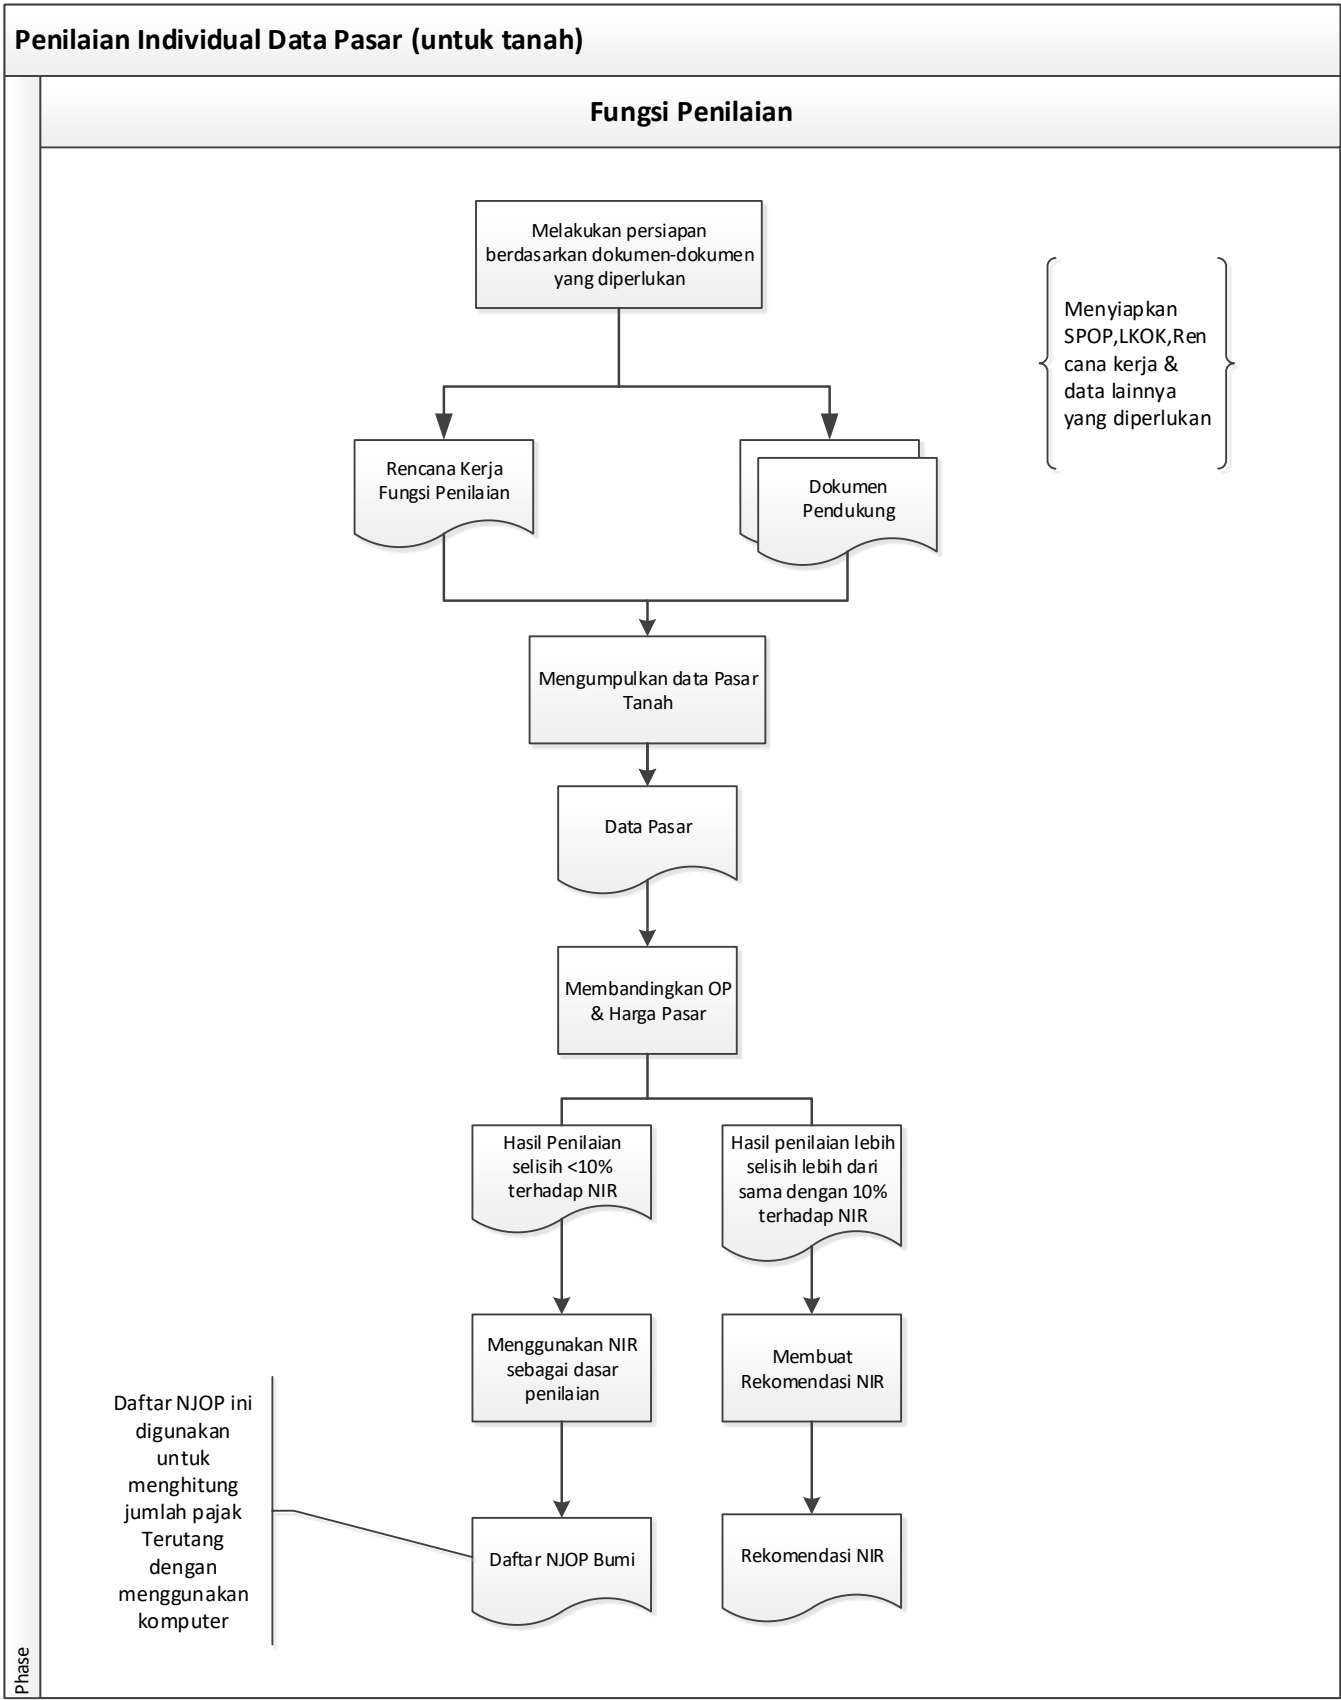 Penilaian Individual Data Pasar (untuk tanah)
Fungsi Penilaian
Melakukan persiapan
berdasarkan dokumen-dokumen
yang diperlukan
Menyiapkan
SPOP,LKOK,Ren
cana kerja &
data lainnya
yang diperlukan
Rencana Kerja
Fungsi Penilaian
Dokumen
Pendukung
Mengumpulkan data Pasar
Tanah
Data Pasar
Membandingkan OP
& Harga Pasar
Hasil Penilaian
selisih <10%
terhadap NIR
Hasil penilaian lebih
selisih lebih dari
sama dengan 10%
terhadap NIR
Menggunakan NIR
sebagai dasar
penilaian
Membuat
Rekomendasi NIR
Daftar NJOP ini
digunakan
untuk
menghitung
jumlah pajak
Terutang
dengan
menggunakan
komputer
Daftar NJOP Bumi
Rekomendasi NIR
Phase